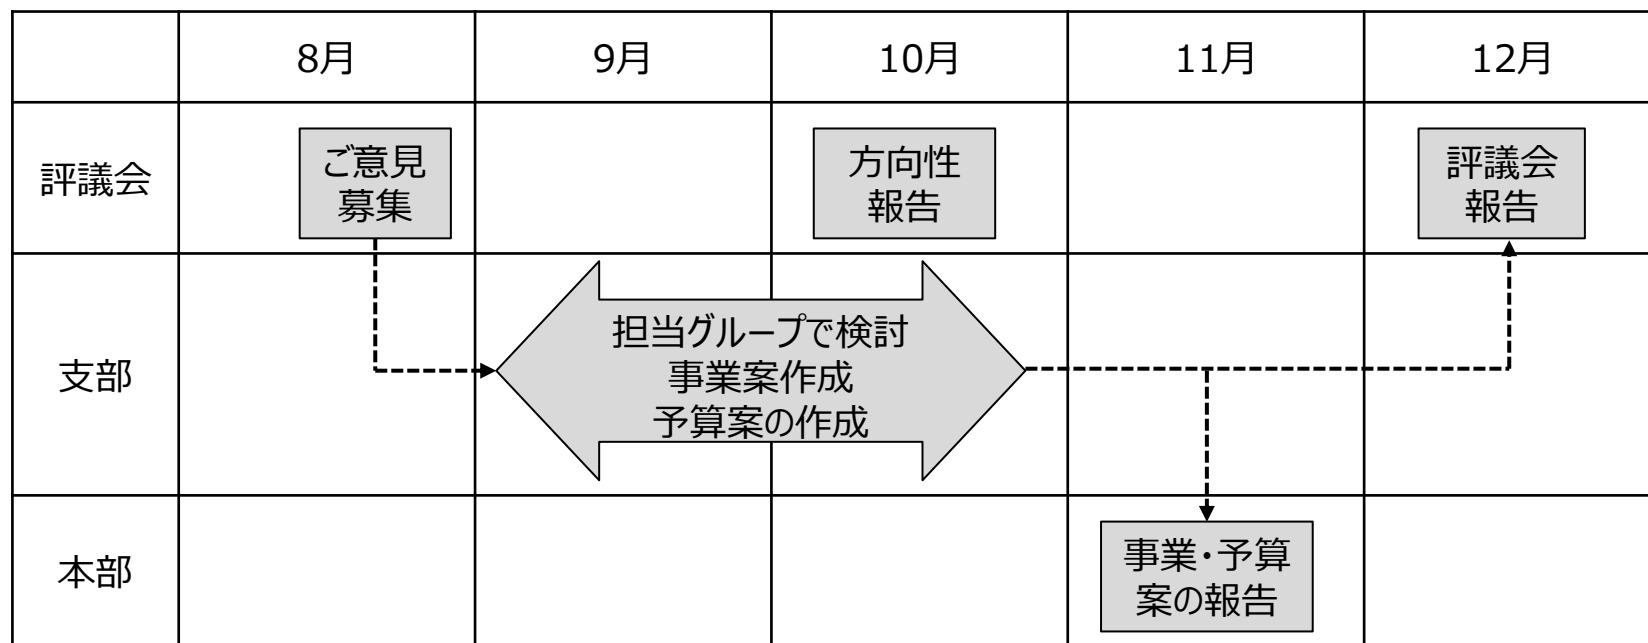 8月
9月
10月
11月
12月
評議会
ご意見
募集
方向性
報告
評議会
報告
支部
担当グループで検討
事業案作成
予算案の作成
本部
事業・予算
案の報告